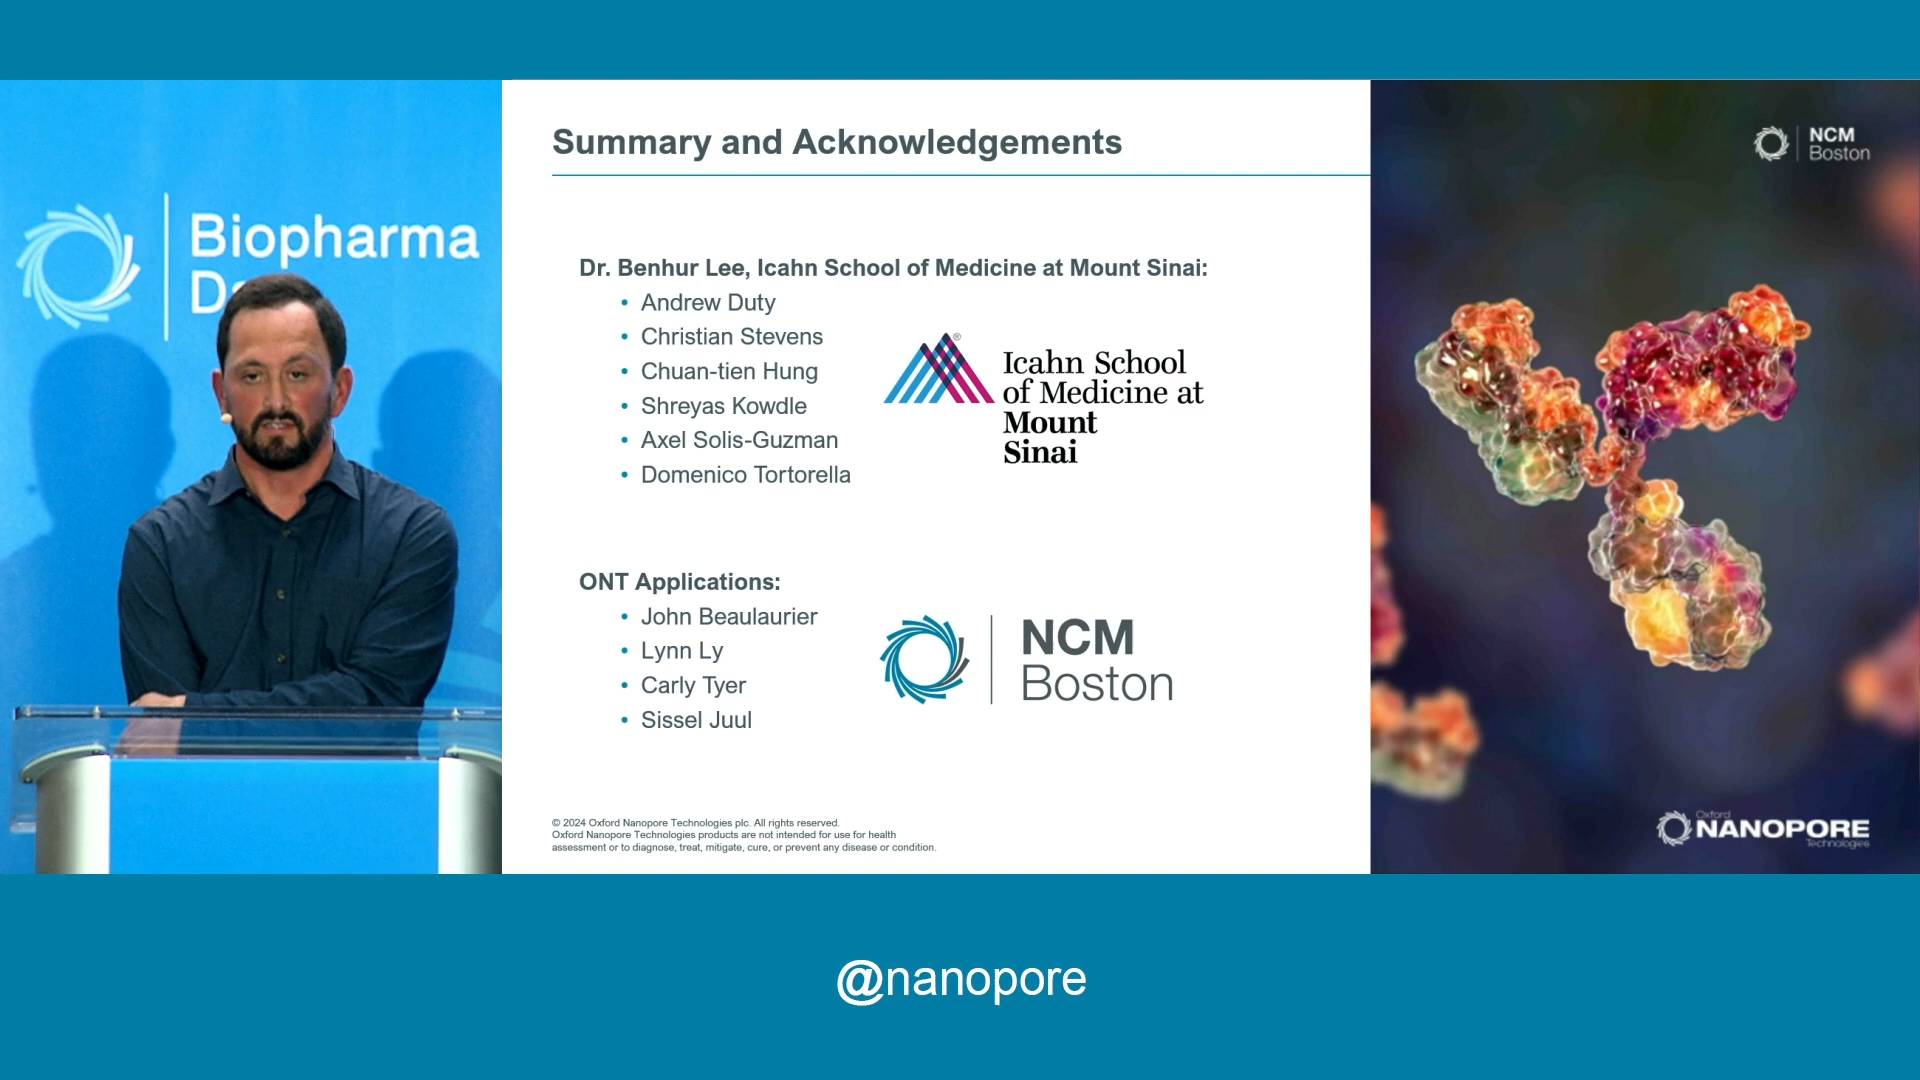 Biopharma
Summary and Acknowledgements
Dr. Benhur Lee, Icahn School of Medicine at Mount Sinai:
• Andrew Duty
• Christian Stevens
• Chuan-tien Hung
• Shreyas Kowdle
• Axel Solis-Guzman
• Domenico Tortorella
®
Icahn School
of Medicine at
Mount
Sinai
ONT Applications:
• John Beaulaurier
• Lynn Ly
• Carly Tyer
• Sissel Juul
NCM
Boston
© 2024 Oxford Nanopore Technologies plc. All rights reserved.
Oxford Nanopore Technologies products are not intended for use for health
assessment or to diagnose, treat, mitigate, cure, or prevent any disease or condition.
NCM
Boston
Oxford
NANOPORE
Technologies
@nanopore